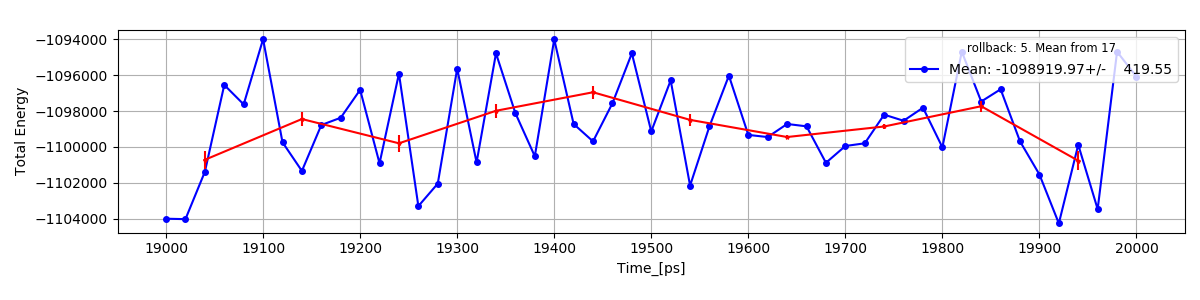 rollback: 5. Mean from 17
Mean: -1098919.97+/-    419.55
Total Energy
−1094000
−1096000
−1098000
−1100000
−1102000
−1104000
19000 19100 19200 19300 19400 19500 19600 19700 19800 19900 20000
Time_[ps]